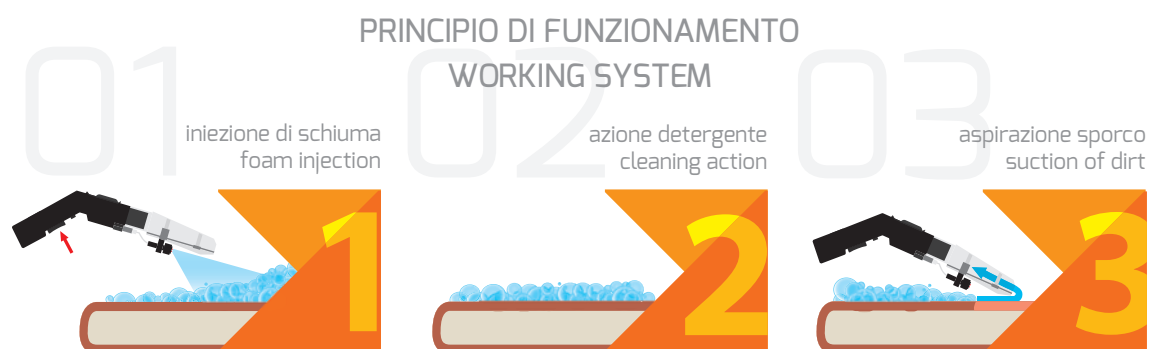 PRINCIPIO DI FUNZIONAMENTO
WORKING SYSTEM
01
iniezione di schiuma
foam injection
1
02
azione detergente
cleaning action
2
03
aspirazione sporco
suction of dirt
3